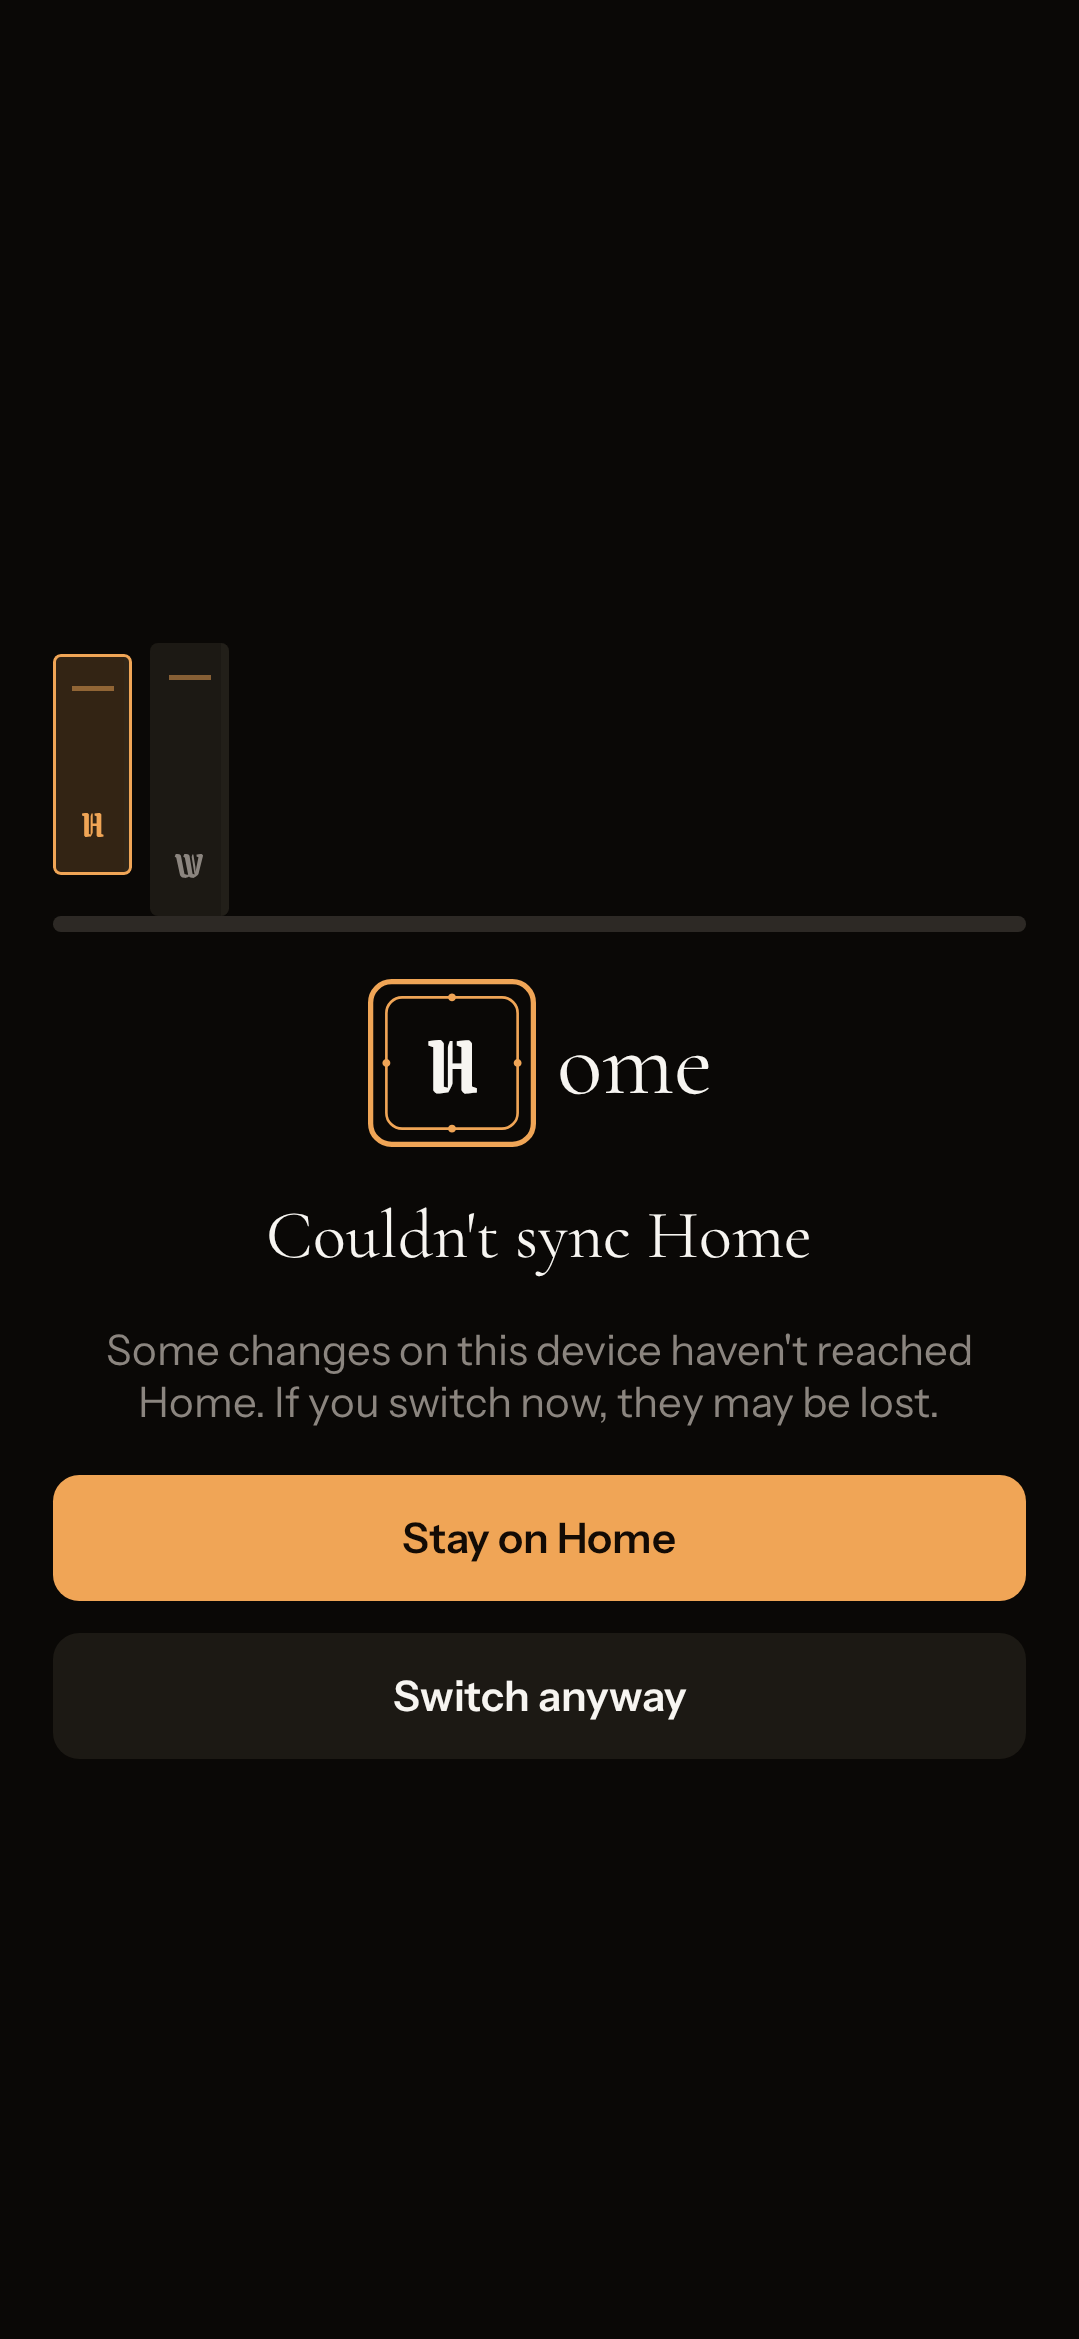 H
W
Home
Couldn't sync Home
Some changes on this device haven't reached
Home. If you switch now, they may be lost.
Stay on Home
Switch anyway